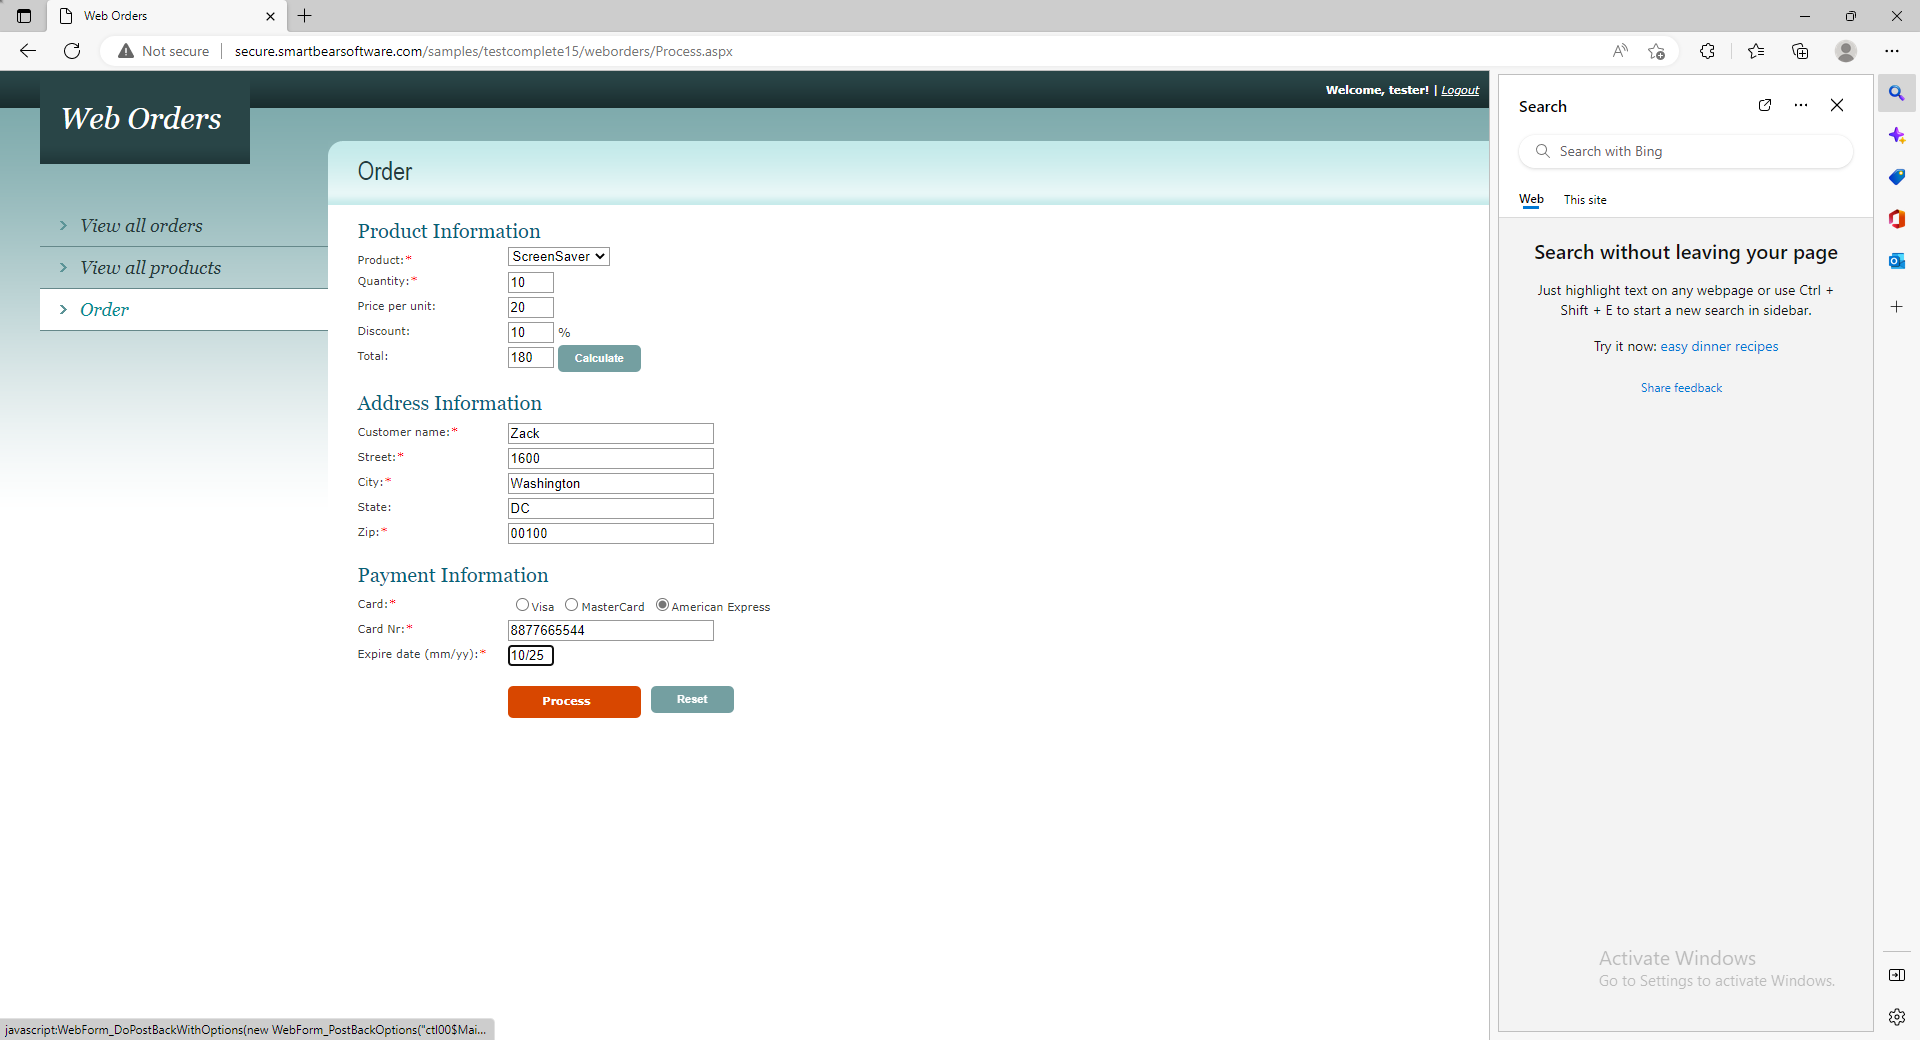 Web Orders
Not secure
secure.smartbearsoftware.com/samples/testcomplete15/weborders/Process.aspx
Web Orders
Welcome, tester! | Logout
View all orders
View all products
Order
Order
Product Information
Product:* ScreenSaver
Quantity:* 10
Price per unit: 20
Discount: 10 %
Total: 180 Calculate
Address Information
Customer name:* Zack
Street:* 1600
City:* Washington
State: DC
Zip:* 00100
Payment Information
Card:* Visa MasterCard American Express
Card Nr:* 8877665544
Expire date (mm/yy):* 10/25
Process Reset
Search
Search with Bing
Web This site
Search without leaving your page
Just highlight text on any webpage or use Ctrl +
Shift + E to start a new search in sidebar.
Try it now: easy dinner recipes
Share feedback
Activate Windows
Go to Settings to activate Windows.
javascript:WebForm_DoPostBackWithOptions(new WebForm_PostBackOptions("ctl00$Mai...